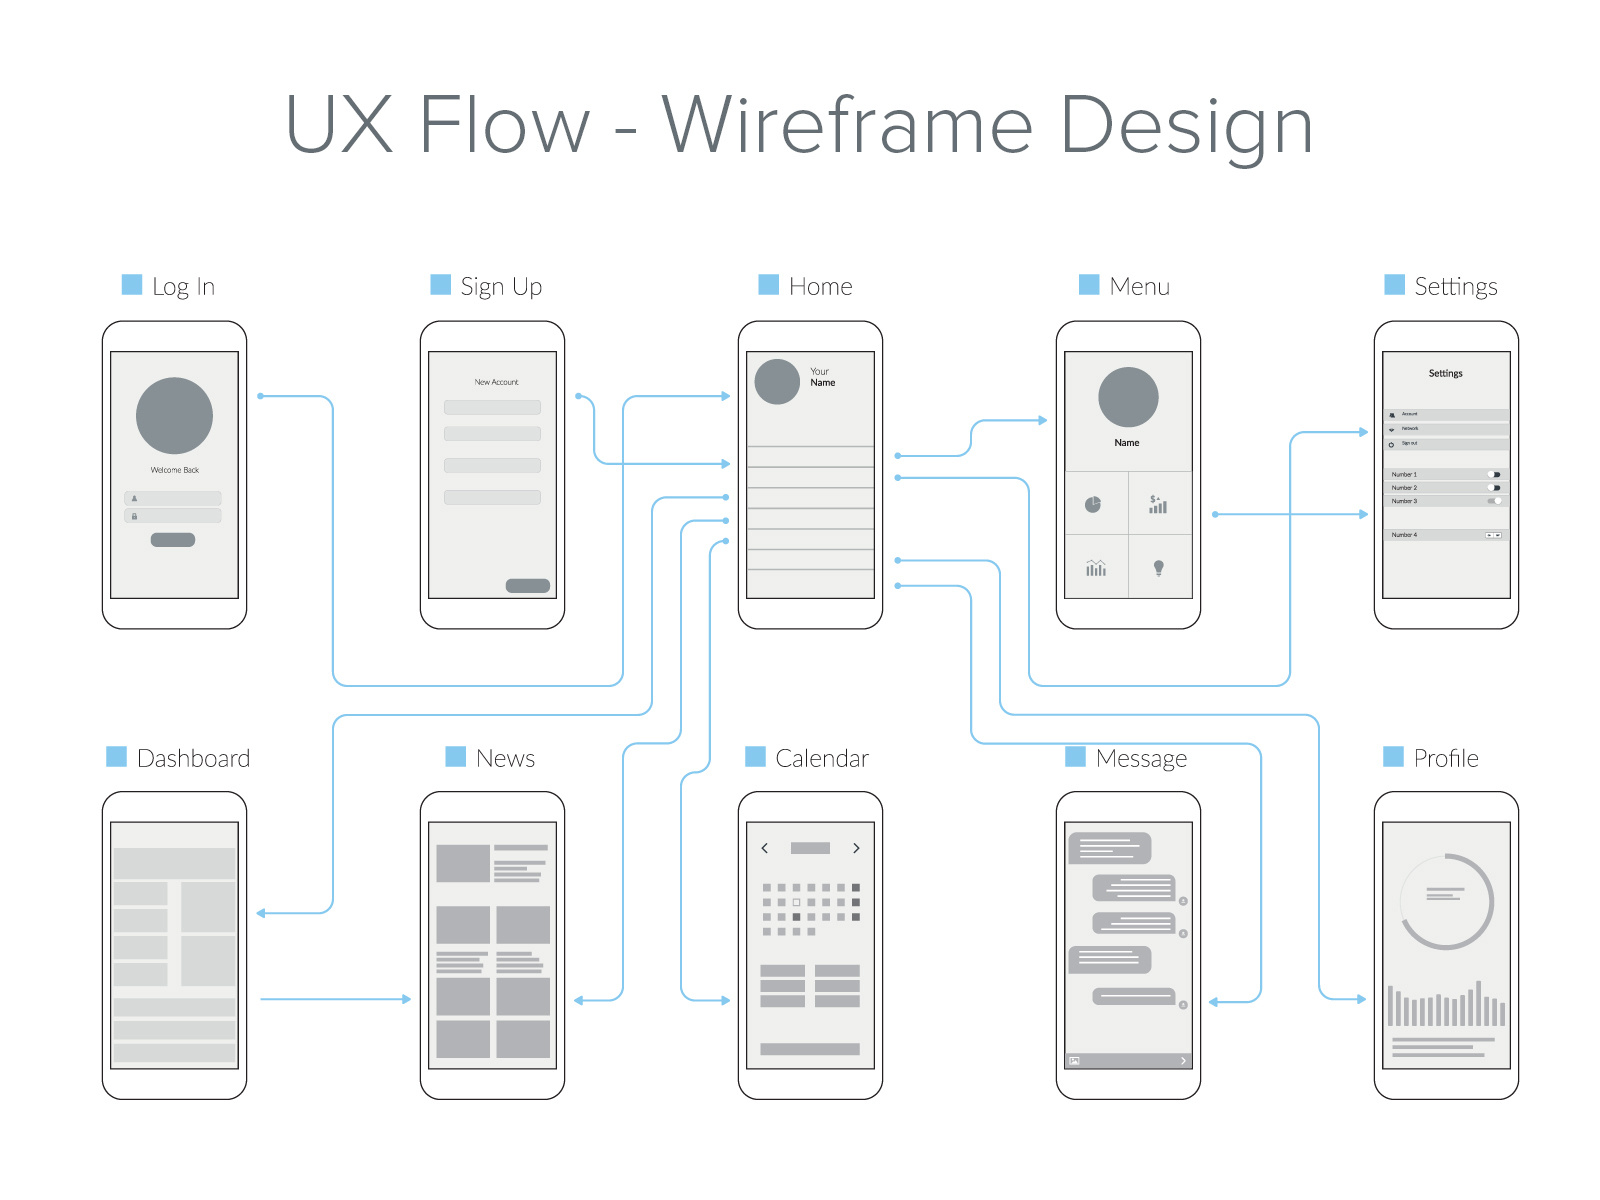 UX Flow - Wireframe Design
Log In
Sign Up
Home
Menu
Settings
Welcome Back
New Account
Your
Name
Name
Settings
Account
Network
Sign out
Number 1
Number 2
Number 3
Number 4
Dashboard
News
Calendar
Message
Profile
$